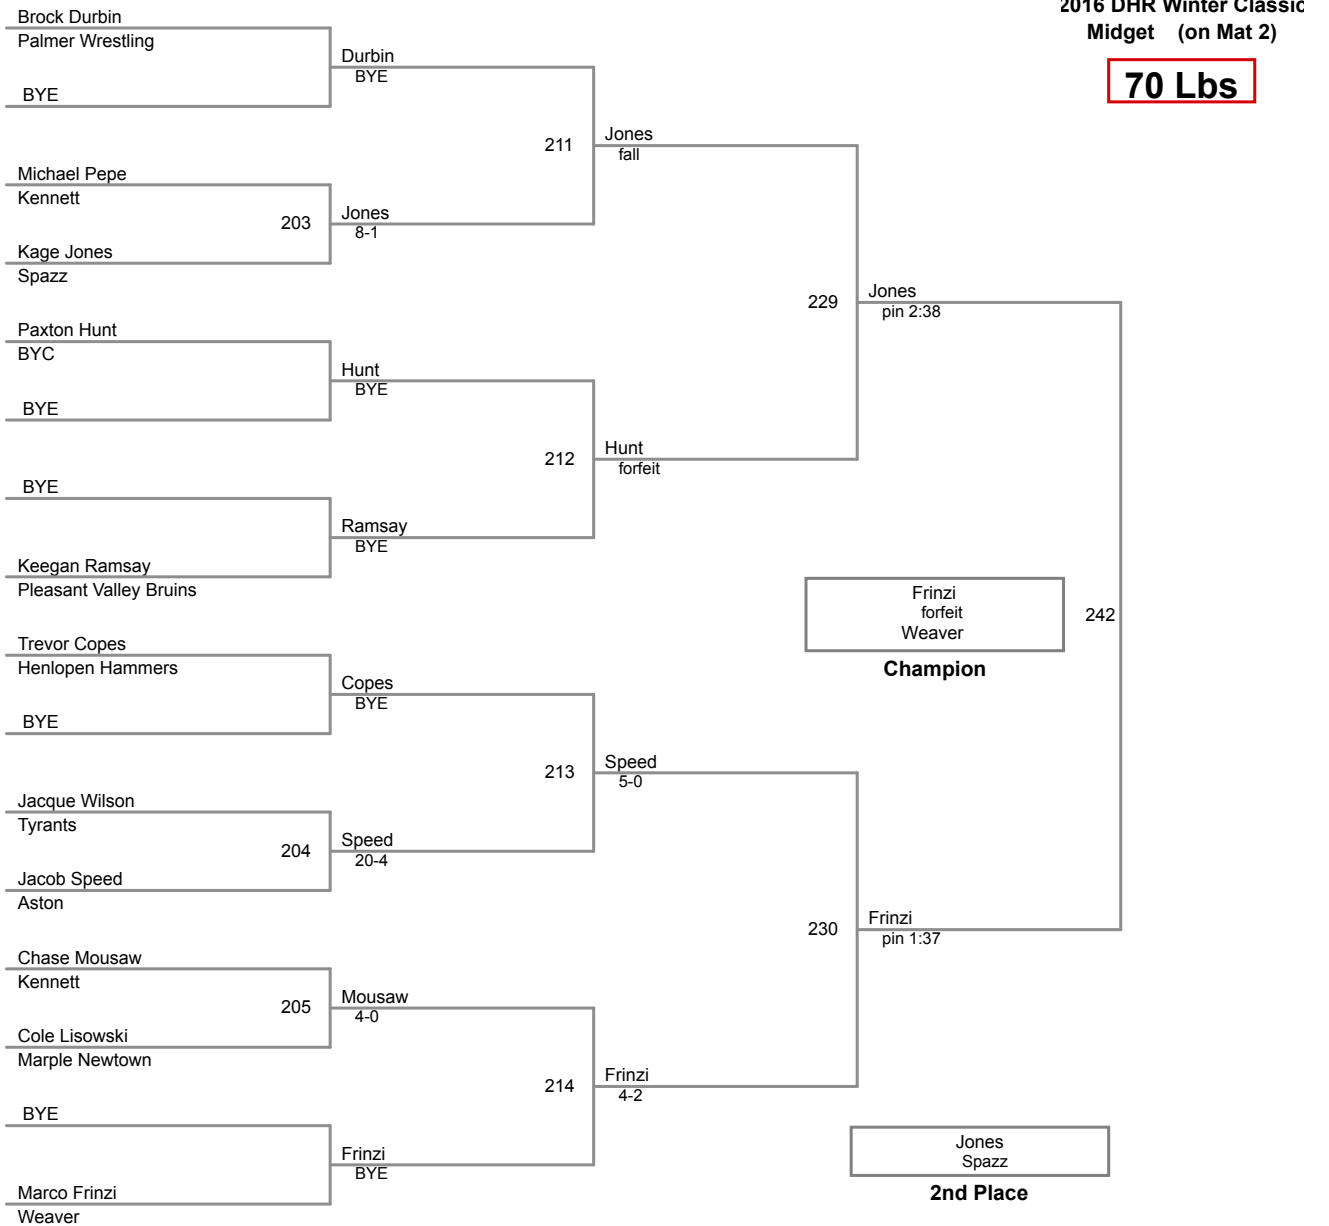 2016 DHR Winter Classic
Midget (on Mat 2)
70 Lbs
Brock Durbin
Palmer Wrestling
Durbin
BYE
BYE
211
Jones
fall
Michael Pepe
Kennett
203
Jones
8-1
Kage Jones
Spazz
229
Jones
pin 2:38
Paxton Hunt
BYC
Hunt
BYE
BYE
212
Hunt
forfeit
BYE
Ramsay
BYE
Keegan Ramsay
Pleasant Valley Bruins
Frinzi
forfeit
Weaver
242
Champion
Trevor Copes
Henlopen Hammers
Copes
BYE
BYE
213
Speed
5-0
Jacque Wilson
Tyrants
204
Speed
20-4
Jacob Speed
Aston
230
Frinzi
pin 1:37
Chase Mousaw
Kennett
205
Mousaw
4-0
Cole Lisowski
Marple Newtown
214
Frinzi
4-2
BYE
Frinzi
BYE
Marco Frinzi
Weaver
Jones
Spazz
2nd Place